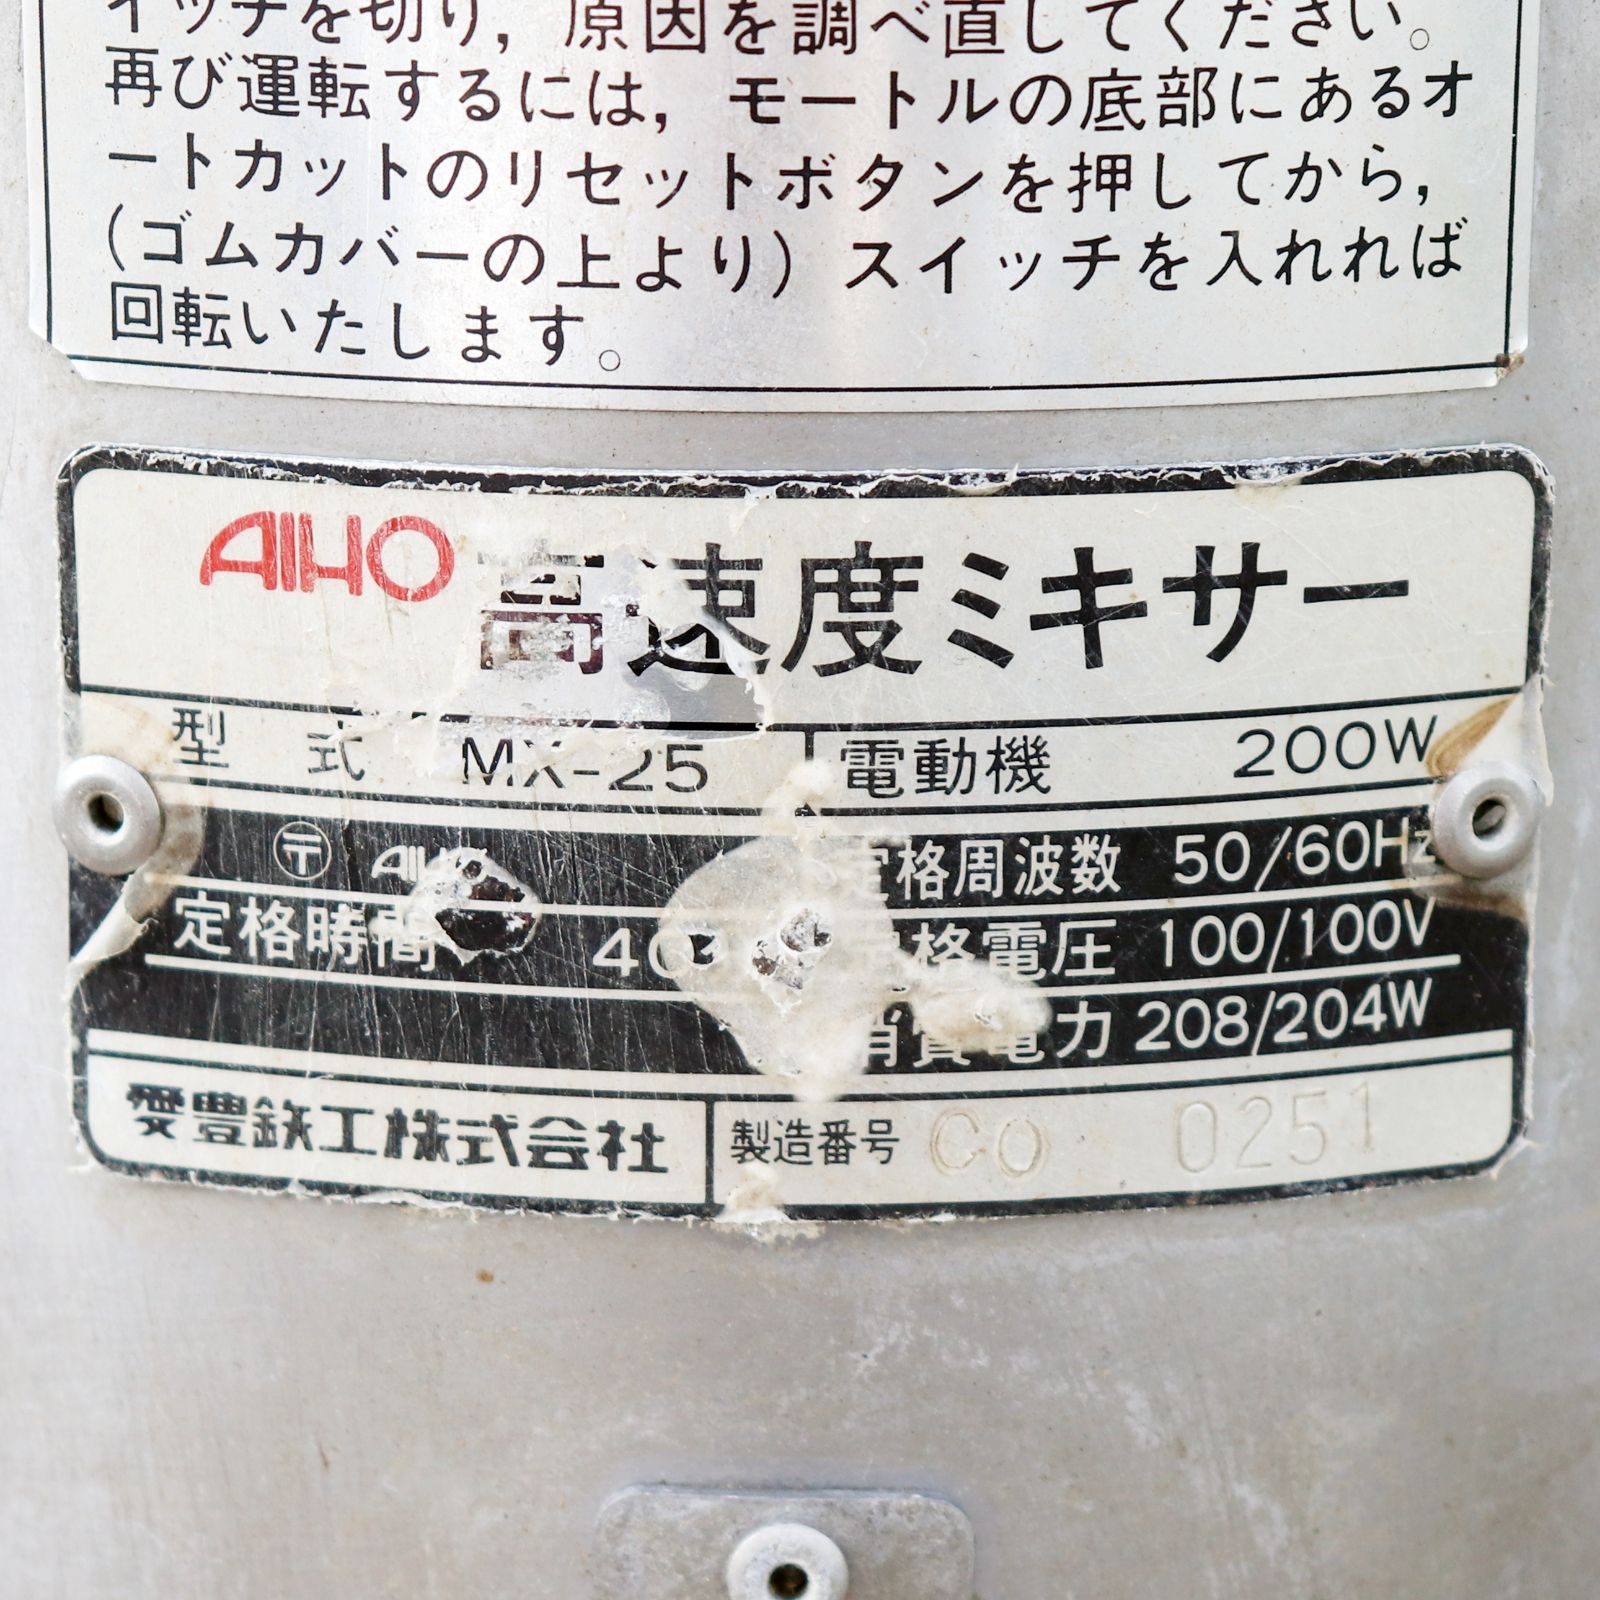 イッチを切り，原因を調べ直してください。
再び運転するには，モートルの底部にあるオ
ートカットのリセットボタンを押してから，
（ゴムカバーの上より）スイッチを入れれば
回転いたします。
AIHO 高速度ミキサー
型式 MX-25 電動機 200W
〒 AIHO 定格周波数 50/60Hz
定格時間 定格電圧 100/100V
消費電力 208/204W
愛豊鉄工株式会社 製造番号 CO 0251